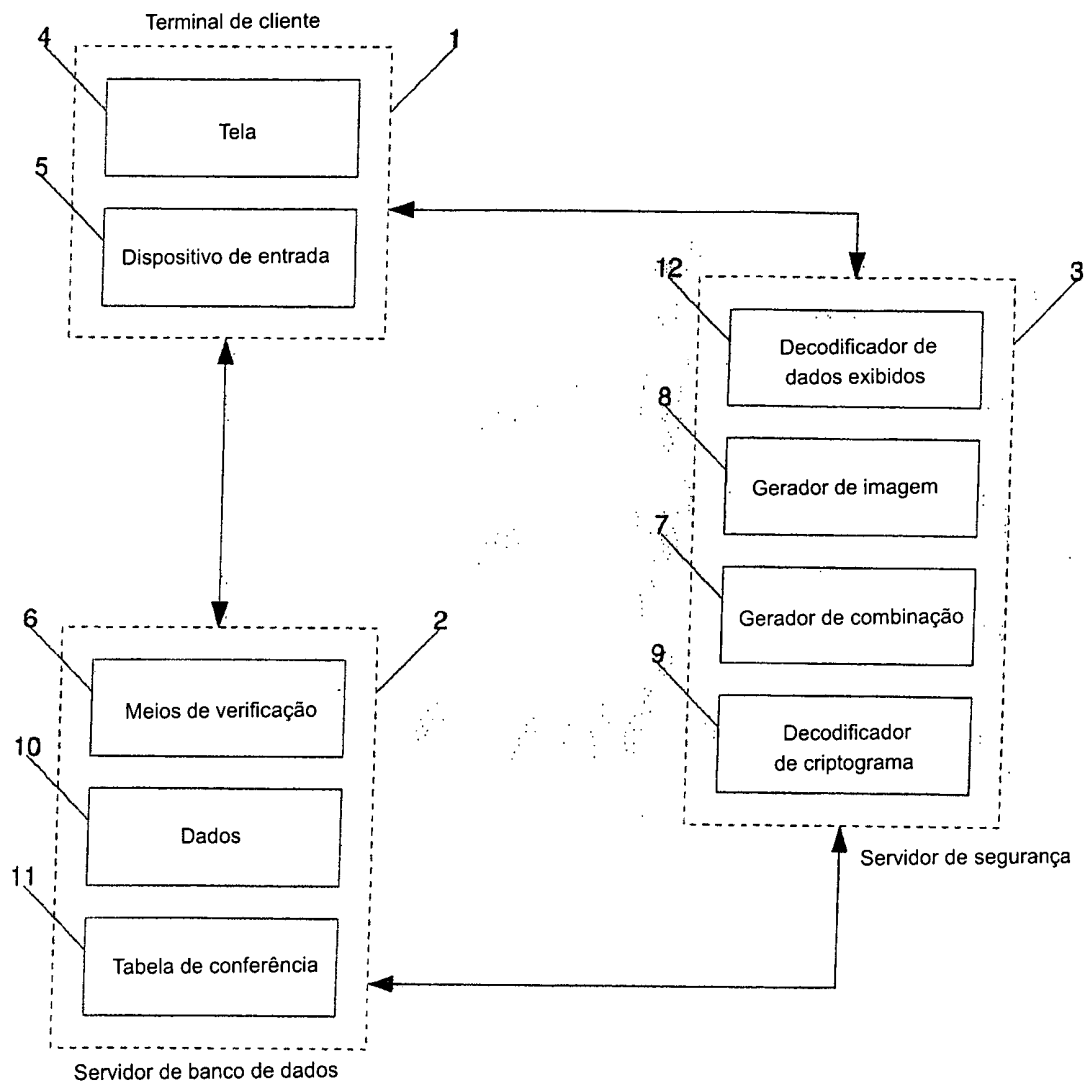 Terminal de cliente
4
1
Tela
5
Dispositivo de entrada
12
3
Decodificador de
dados exibidos
8
Gerador de imagem
7
Gerador de combinação
9
Decodificador
de criptograma
Servidor de segurança
6
2
Meios de verificação
10
Dados
11
Tabela de conferência
Servidor de banco de dados